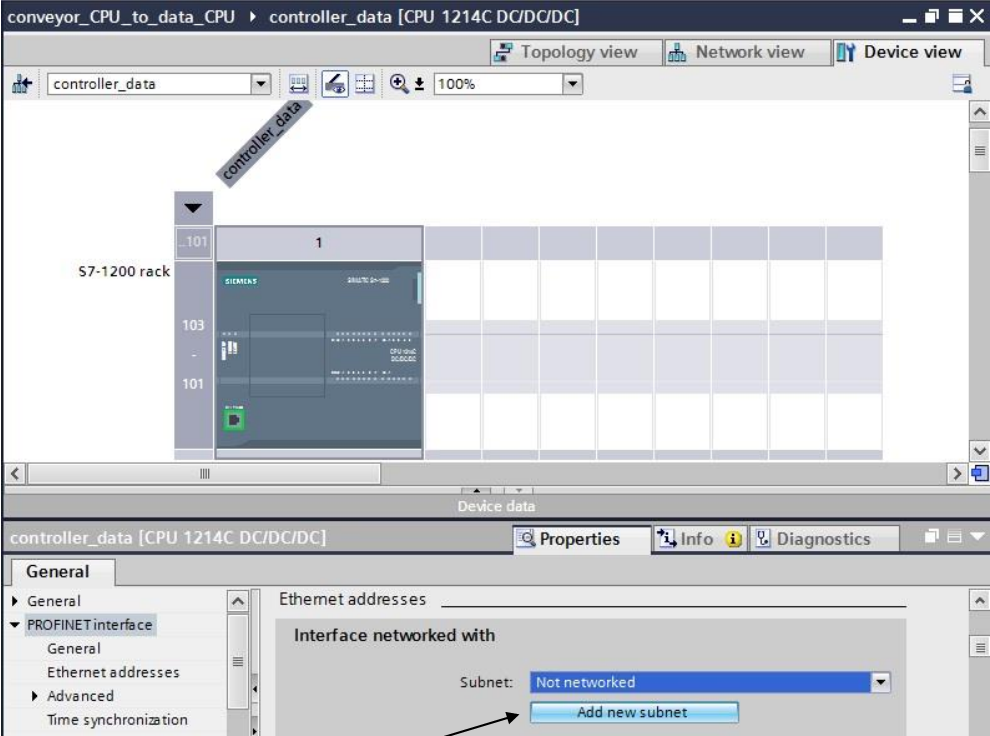 conveyor_CPU_to_data_CPU ▸ controller_data [CPU 1214C DC/DC/DC]
Topology view Network view Device view
controller_data 100%
controller_data
..101 1
S7-1200 rack
SIEMENS SIMATIC S7-1200
103
-
101
CPU 1214C
DC/DC/DC
Device data
controller_data [CPU 1214C DC/DC/DC] Properties Info Diagnostics
General
General
PROFINET interface
General
Ethernet addresses
Advanced
Time synchronization
Ethernet addresses
Interface networked with
Subnet: Not networked
Add new subnet